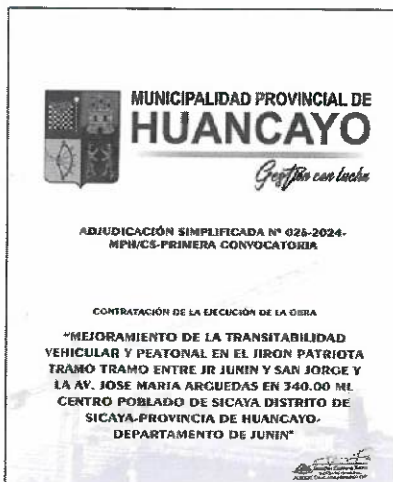 MUNICIPALIDAD PROVINCIAL DE
HUANCAYO
Gestión con lucha
ADJUDICACIÓN SIMPLIFICADA Nº 026-2024-
MPH/CS-PRIMERA CONVOCATORIA
CONTRATACIÓN DE LA EJECUCIÓN DE LA OBRA
"MEJORAMIENTO DE LA TRANSITABILIDAD
VEHICULAR Y PEATONAL EN EL JIRON PATRIOTA
TRAMO TRAMO ENTRE JR JUNIN Y SAN JORGE Y
LA AV. JOSE MARIA ARGUEDAS EN 340.00 ML
CENTRO POBLADO DE SICAYA DISTRITO DE
SICAYA-PROVINCIA DE HUANCAYO-
DEPARTAMENTO DE JUNIN"